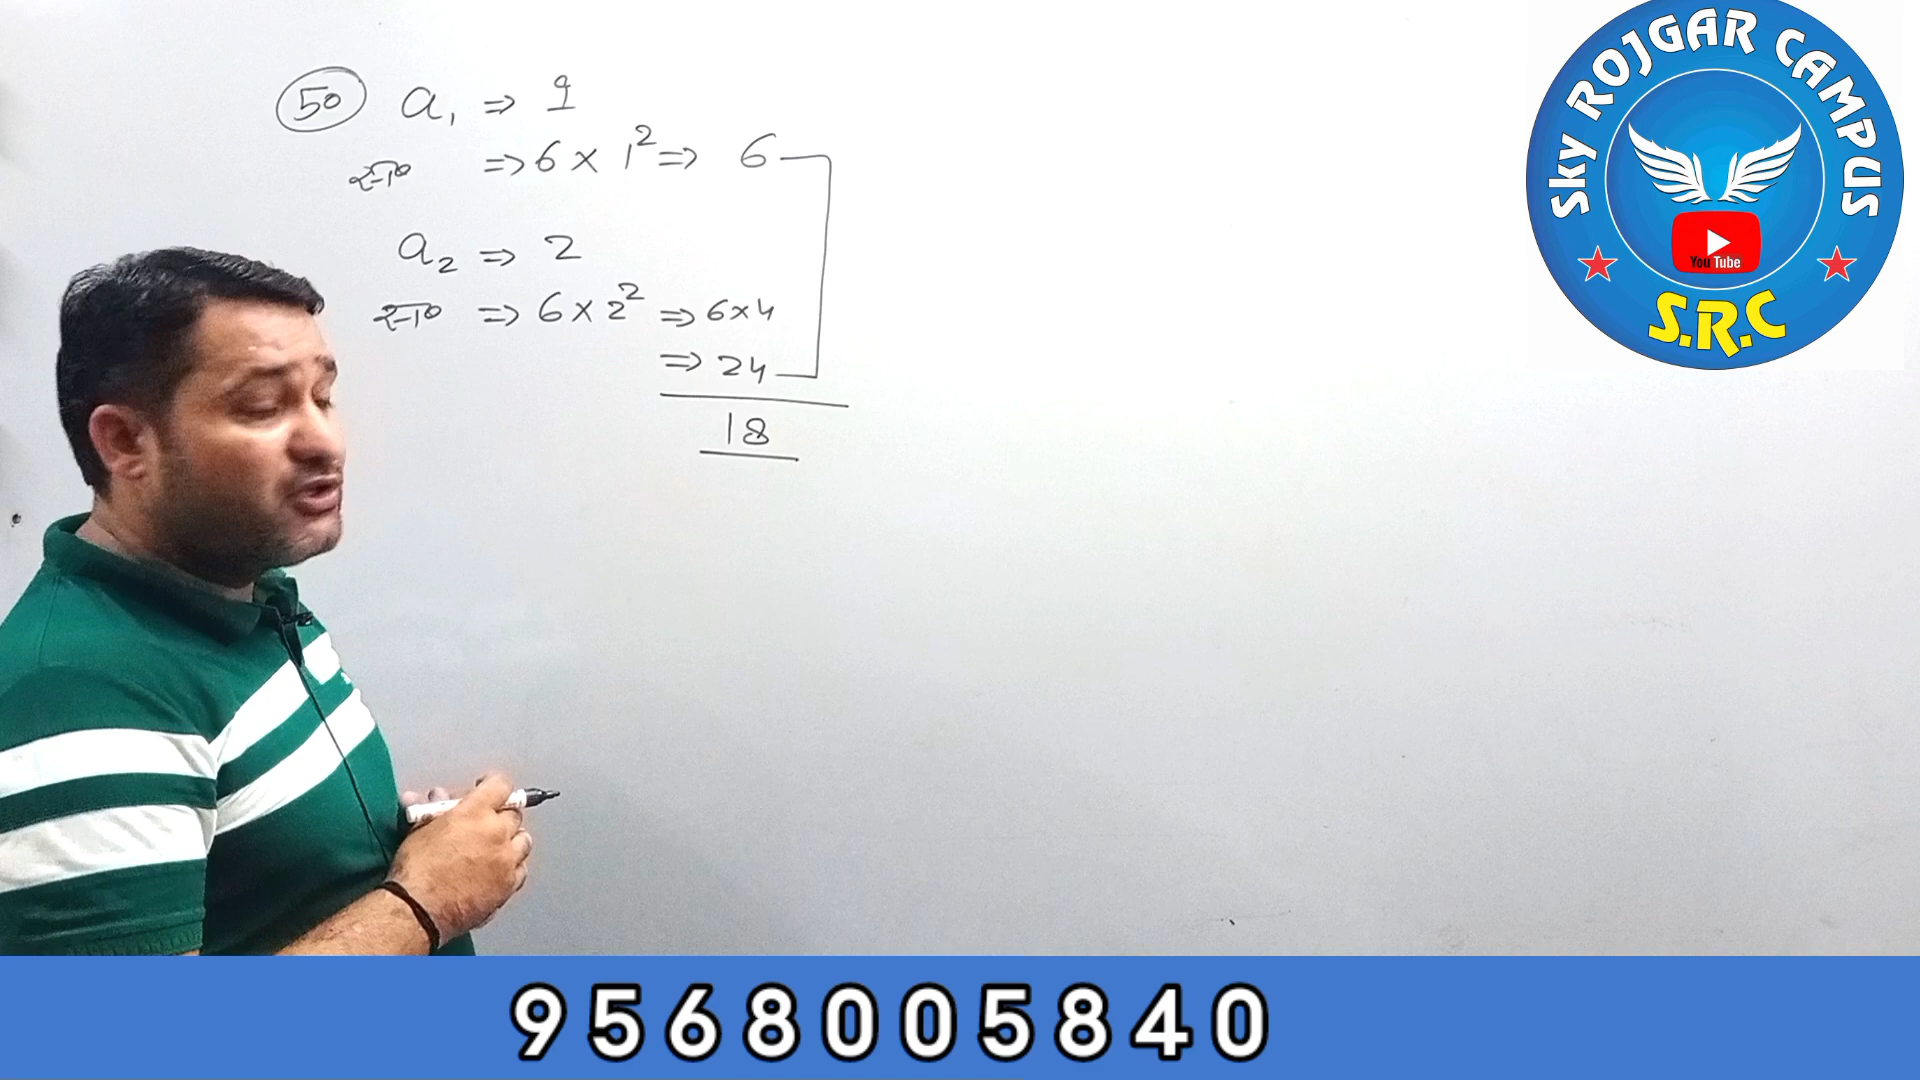 50 a₁ ⇒ 1
⇒ 6 × 1² ⇒ 6
a₂ ⇒ 2
⇒ 6 × 2² ⇒ 6×4
⇒ 24
18
Sky ROJGAR CAMPUS
You Tube
S.R.C
9568005840